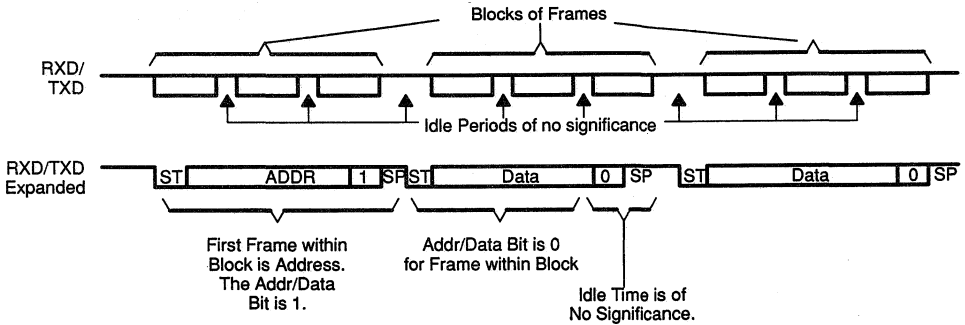 Blocks of Frames
RXD/
TXD
Idle Periods of no significance
RXD/TXD
Expanded
ST ADDR 1 SP ST Data 0 SP ST Data 0 SP
First Frame within
Block is Address.
The Addr/Data
Bit is 1.
Addr/Data Bit is 0
for Frame within Block
Idle Time is of
No Significance.